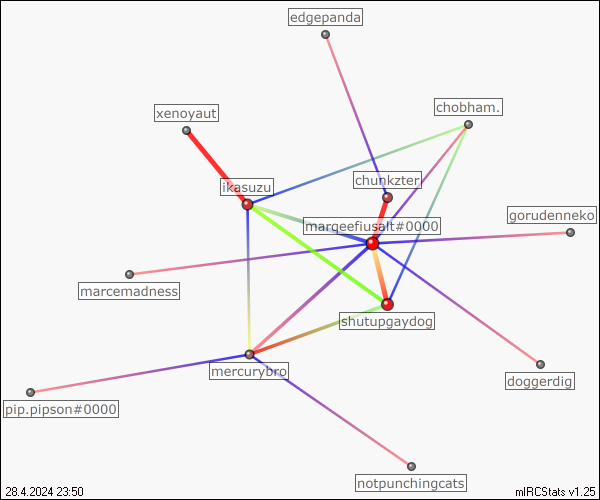 edgepanda
chobham.
xenoyaut
chunkzter
ikasuzu
gorudenneko
marqeefiusalt#0000
marcemadness
shutupgaydog
mercurybro
doggerdig
pip.pipson#0000
notpunchingcats
28.4.2024 23:50
mIRCStats v1.25